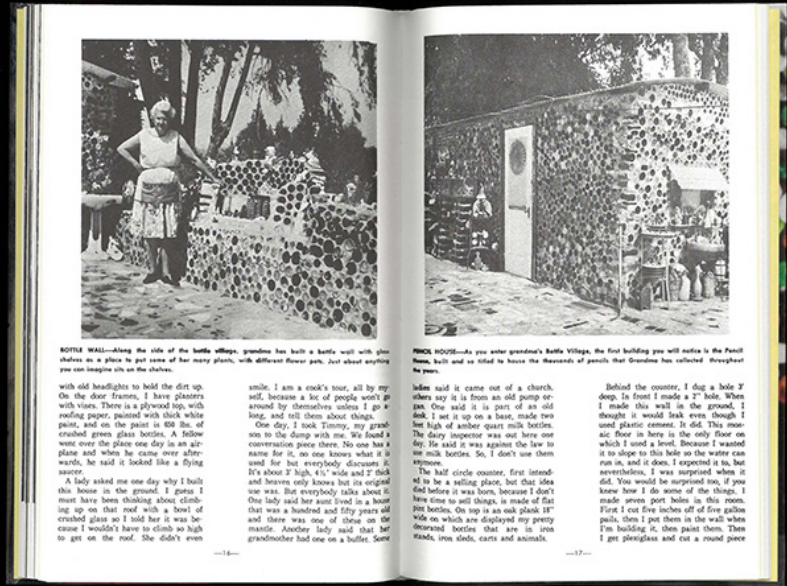 BOTTLE WALL—Along the side of the bottle village, grandma has built a bottle wall with glass
shelves as a place to put some of her many plants, with different flower pots. Just about anything
you can imagine sits on the shelves.
with old headlights to hold the dirt up.
On the door frames, I have planters
with vines. There is a plywood top, with
roofing paper, painted with thick white
paint, and on the paint is 650 lbs. of
crushed green glass bottles. A fellow
went over the place one day in an air-
plane and when he came over after-
wards, he said it looked like a flying
saucer.
A lady asked me one day why I built
this house in the ground. I guess I
must have been thinking about climb-
ing up on that roof with a bowl of
crushed glass so I told her it was be-
cause I wouldn't have to climb so high
to get on the roof. She didn't even
smile. I am a cook's tour, all by my-
self, because a lot of people won't go
around by themselves unless I go a-
long, and tell them about things.
One day, I took Timmy, my grand-
son to the dump with me. We found a
conversation piece there. No one has a
name for it, no one knows what it is
used for but everybody discusses it.
It's about 3' high, 4½' wide and 2' thick
and heaven only knows but its original
use was. But everybody talks about it.
One lady said her aunt lived in a house
that was a hundred and fifty years old
and there was one of these on the
mantle. Another lady said that her
grandmother had one on a buffet. Some
—16—
PENCIL HOUSE—As you enter grandma's Bottle Village, the first building you will notice is the Pencil
House, built and so titled to house the thousands of pencils that Grandma has collected throughout
the years.
ladies said it came out of a church,
others say it is from an old pump or-
gan. One said it is part of an old
desk. I set it up on a base, made two
feet high of amber quart milk bottles.
The dairy inspector was out here one
day. He said it was against the law to
use milk bottles. So, I don't use them
anymore.
The half circle counter, first intend-
ed to be a selling place, but that idea
died before it was born, because I don't
have time to sell things, is made of flat
pint bottles. On top is an oak plank 18"
wide on which are displayed my pretty
decorated bottles that are in iron
stands, iron sleds, carts and animals.
Behind the counter, I dug a hole 3'
deep. In front I made a 2" hole. When
I made this wall in the ground, I
thought it would leak even though I
used plastic cement. It did. This mos-
aic floor in here is the only floor on
which I used a level. Because I wanted
it to slope to this hole so the water can
run in, and it does. I expected it to, but
nevertheless, I was surprised when it
did. You would be surprised too, if you
knew how I do some of the things. I
made seven port holes in this room.
First I cut five inches off of five gallon
pails, then I put them in the wall when
I'm building it, then paint them. Then
I get plexiglass and cut a round piece
—17—